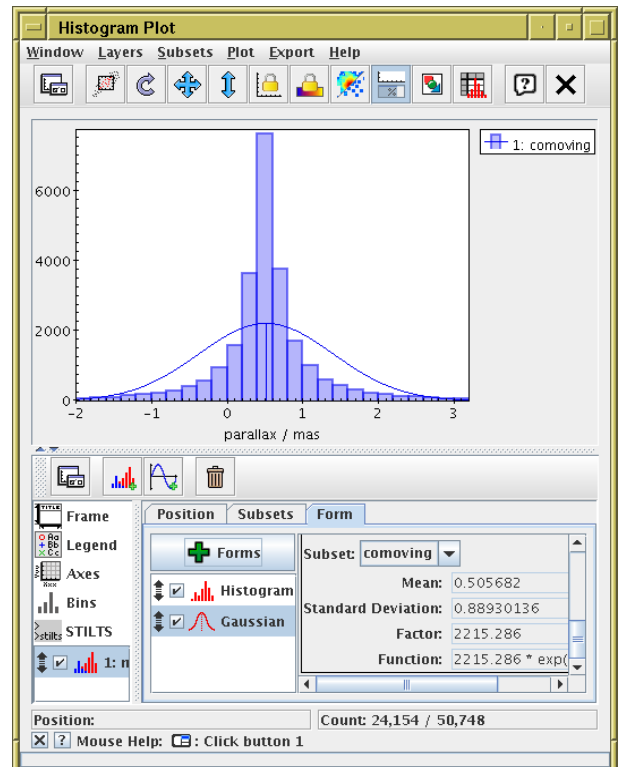 Histogram Plot
Window Layers Subsets Plot Export Help
1: comoving
6000
4000
2000
0
-2 -1 0 1 2 3
parallax / mas
Frame
Legend
Axes
Bins
STILTS
1: n
Position Subsets Form
Forms
Histogram
Gaussian
Subset: comoving
Mean: 0.505682
Standard Deviation: 0.88930136
Factor: 2215.286
Function: 2215.286 * exp(
Position:
Count: 24,154 / 50,748
Mouse Help: : Click button 1